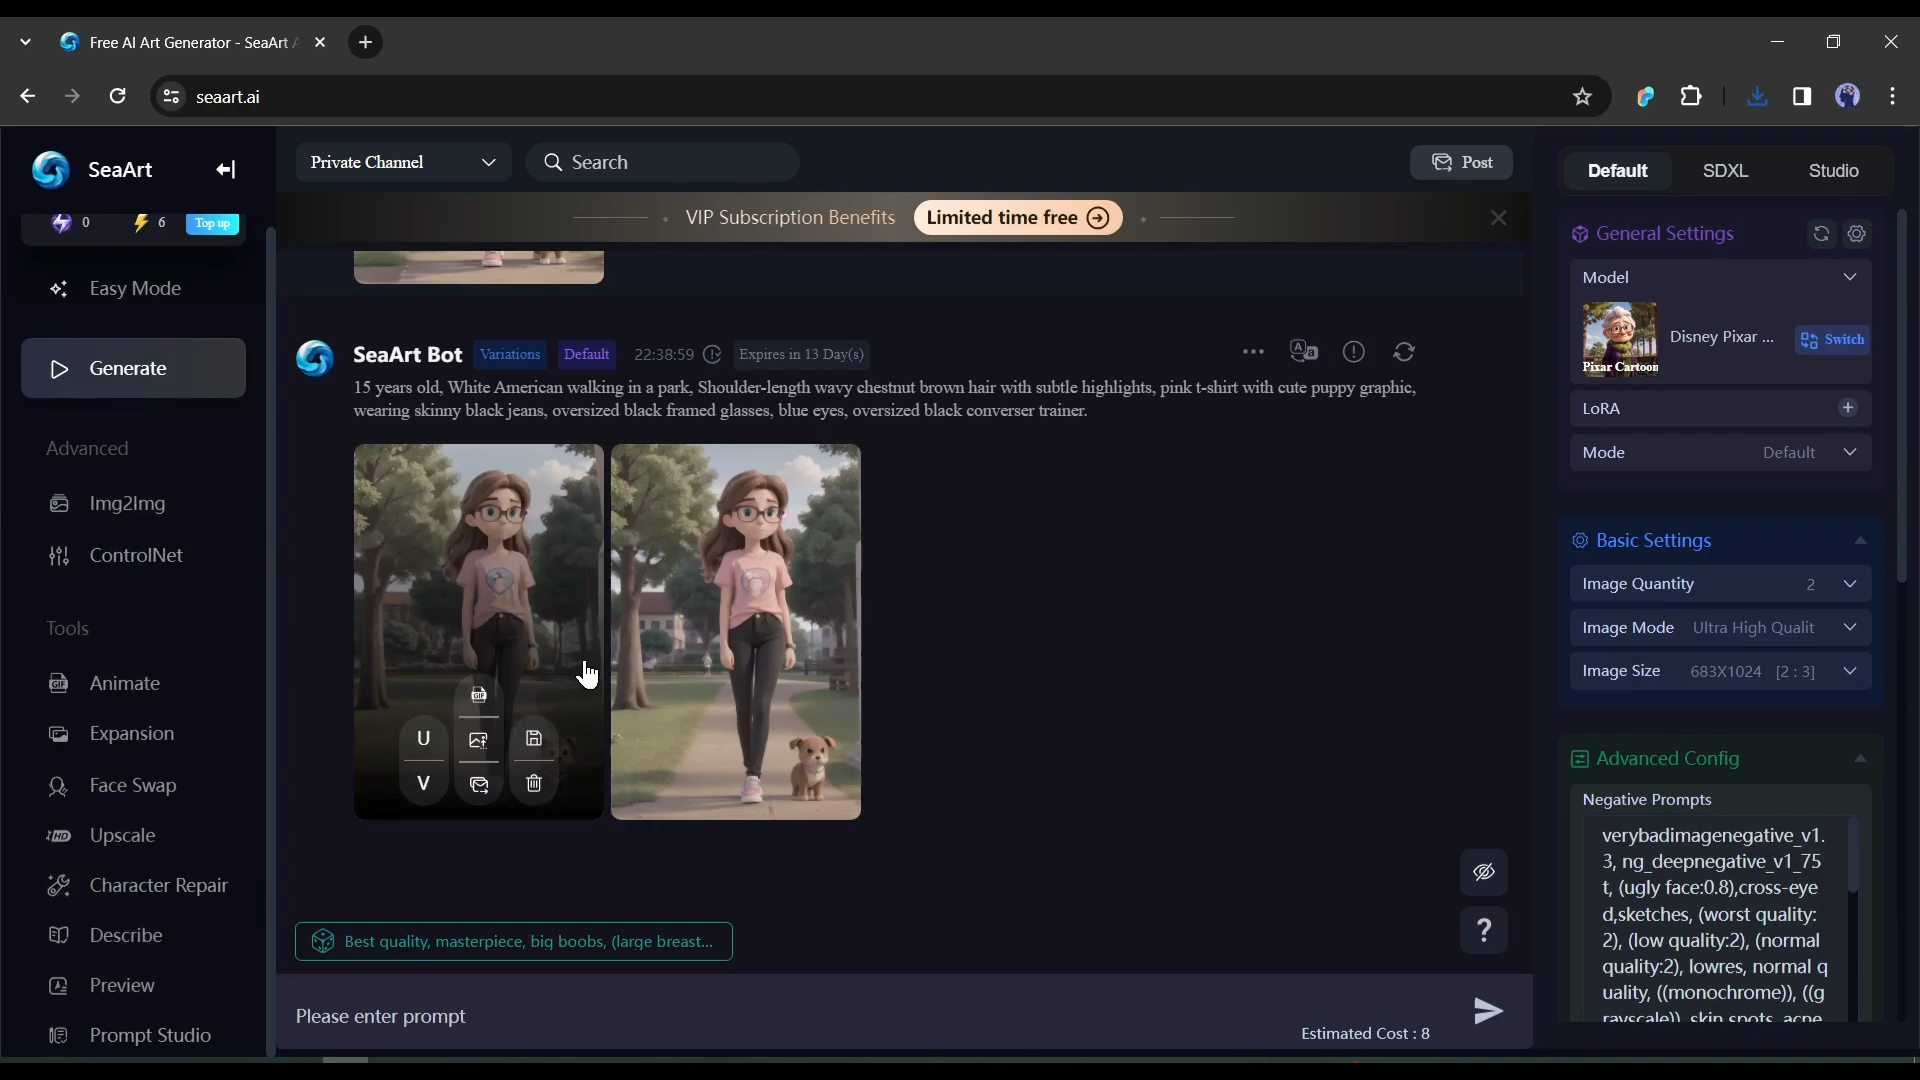 Free AI Art Generator - SeaArt A
seaart.ai
SeaArt
0
6
Top up
Easy Mode
Generate
Advanced
Img2Img
ControlNet
Tools
Animate
Expansion
Face Swap
Upscale
Character Repair
Describe
Preview
Prompt Studio
Private Channel
Search
Post
VIP Subscription Benefits
Limited time free
SeaArt Bot
Variations
Default
22:38:59
Expires in 13 Day(s)
15 years old, White American walking in a park, Shoulder-length wavy chestnut brown hair with subtle highlights, pink t-shirt with cute puppy graphic,
wearing skinny black jeans, oversized black framed glasses, blue eyes, oversized black converser trainer.
GIF
U
V
Best quality, masterpiece, big boobs, (large breast...
Please enter prompt
Estimated Cost : 8
?
Default
SDXL
Studio
General Settings
Model
Pixar Cartoon
Disney Pixar ...
Switch
LoRA
Mode
Default
Basic Settings
Image Quantity
2
Image Mode
Ultra High Qualit
Image Size
683X1024 [2 : 3]
Advanced Config
Negative Prompts
verybadimagenegative_v1.
3, ng_deepnegative_v1_75
t, (ugly face:0.8),cross-eye
d,sketches, (worst quality:
2), (low quality:2), (normal
quality:2), lowres, normal q
uality, ((monochrome)), ((g
rayscale)), skin spots, acne